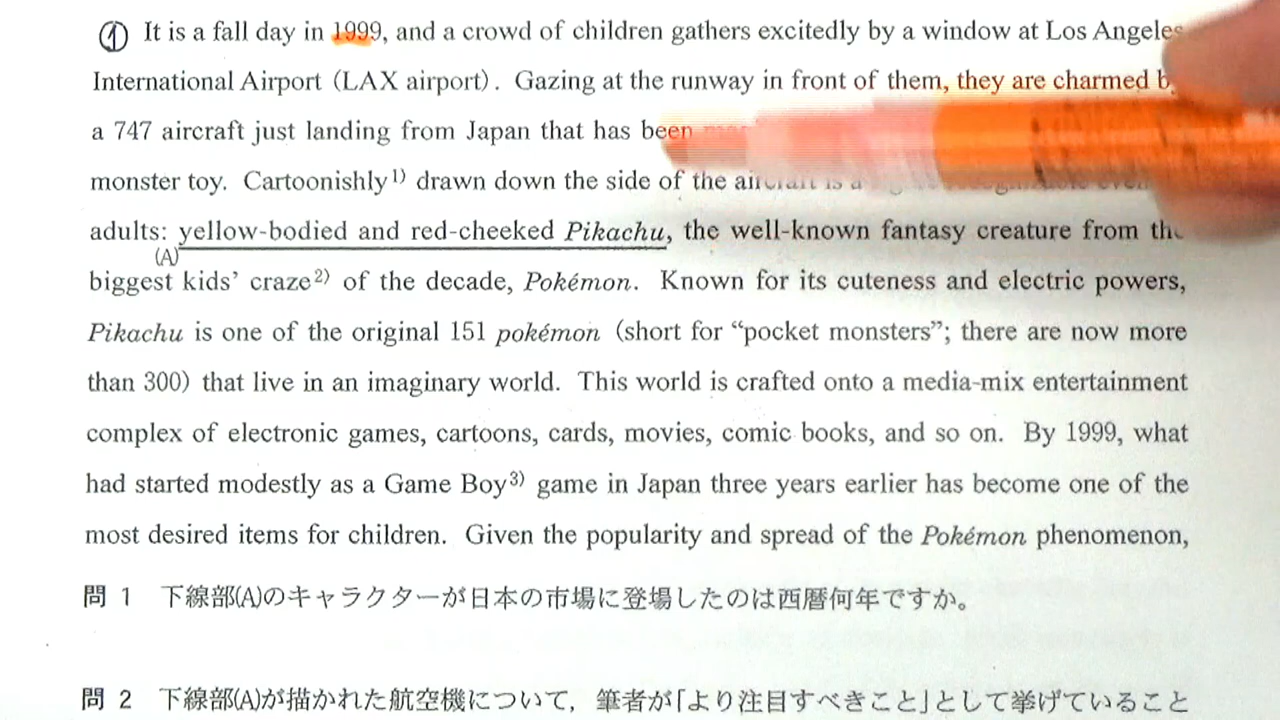 ① It is a fall day in 1999, and a crowd of children gathers excitedly by a window at Los Angeles
International Airport (LAX airport). Gazing at the runway in front of them, they are charmed
a 747 aircraft just landing from Japan that has been
monster toy. Cartoonishly1) drawn down the side of the aircraft is a
adults: yellow-bodied and red-cheeked Pikachu, the well-known fantasy creature from the
(A)
biggest kids' craze2) of the decade, Pokémon. Known for its cuteness and electric powers,
Pikachu is one of the original 151 pokémon (short for “pocket monsters”; there are now more
than 300) that live in an imaginary world. This world is crafted onto a media-mix entertainment
complex of electronic games, cartoons, cards, movies, comic books, and so on. By 1999, what
had started modestly as a Game Boy3) game in Japan three years earlier has become one of the
most desired items for children. Given the popularity and spread of the Pokémon phenomenon,
問 1 下線部(A)のキャラクターが日本の市場に登場したのは西暦何年ですか。
問 2 下線部(A)が描かれた航空機について，筆者が「より注目すべきこと」として挙げていること